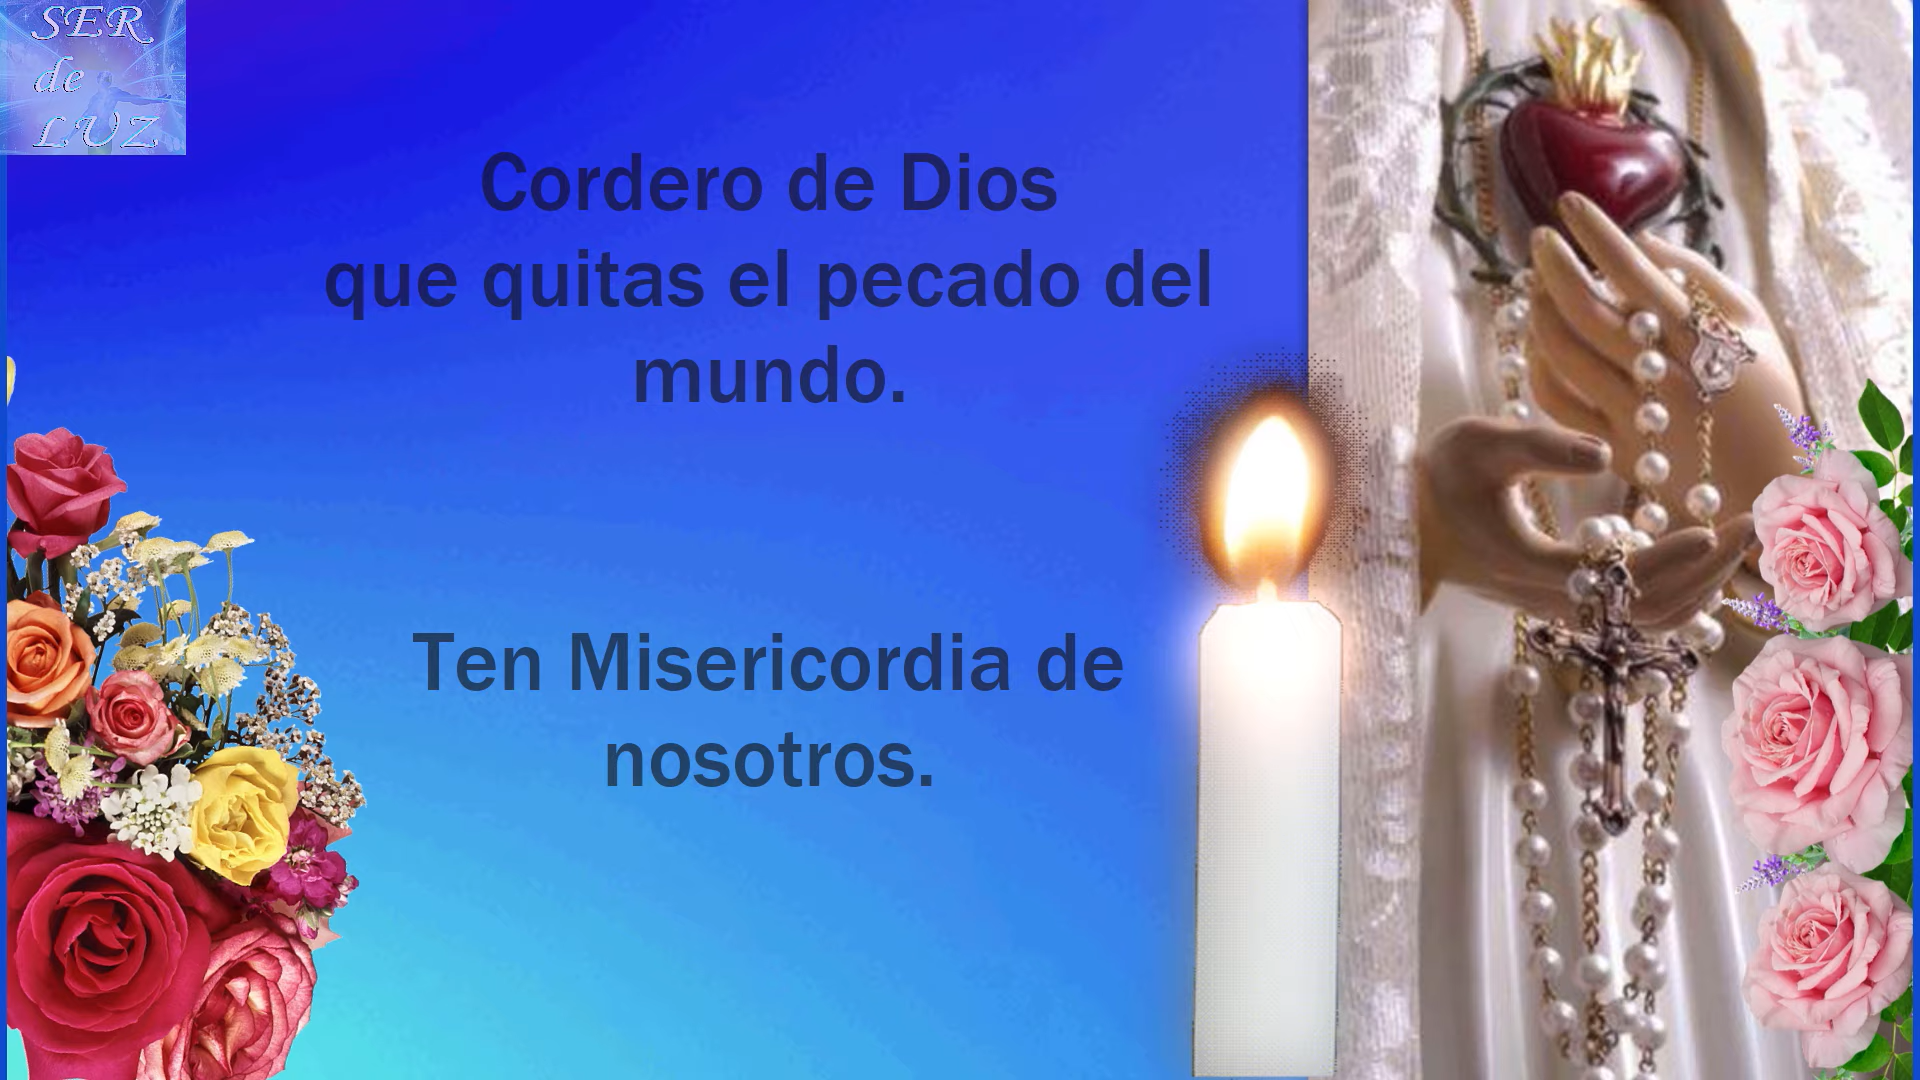 SER
de
LUZ
Cordero de Dios
que quitas el pecado del
mundo.
Ten Misericordia de
nosotros.